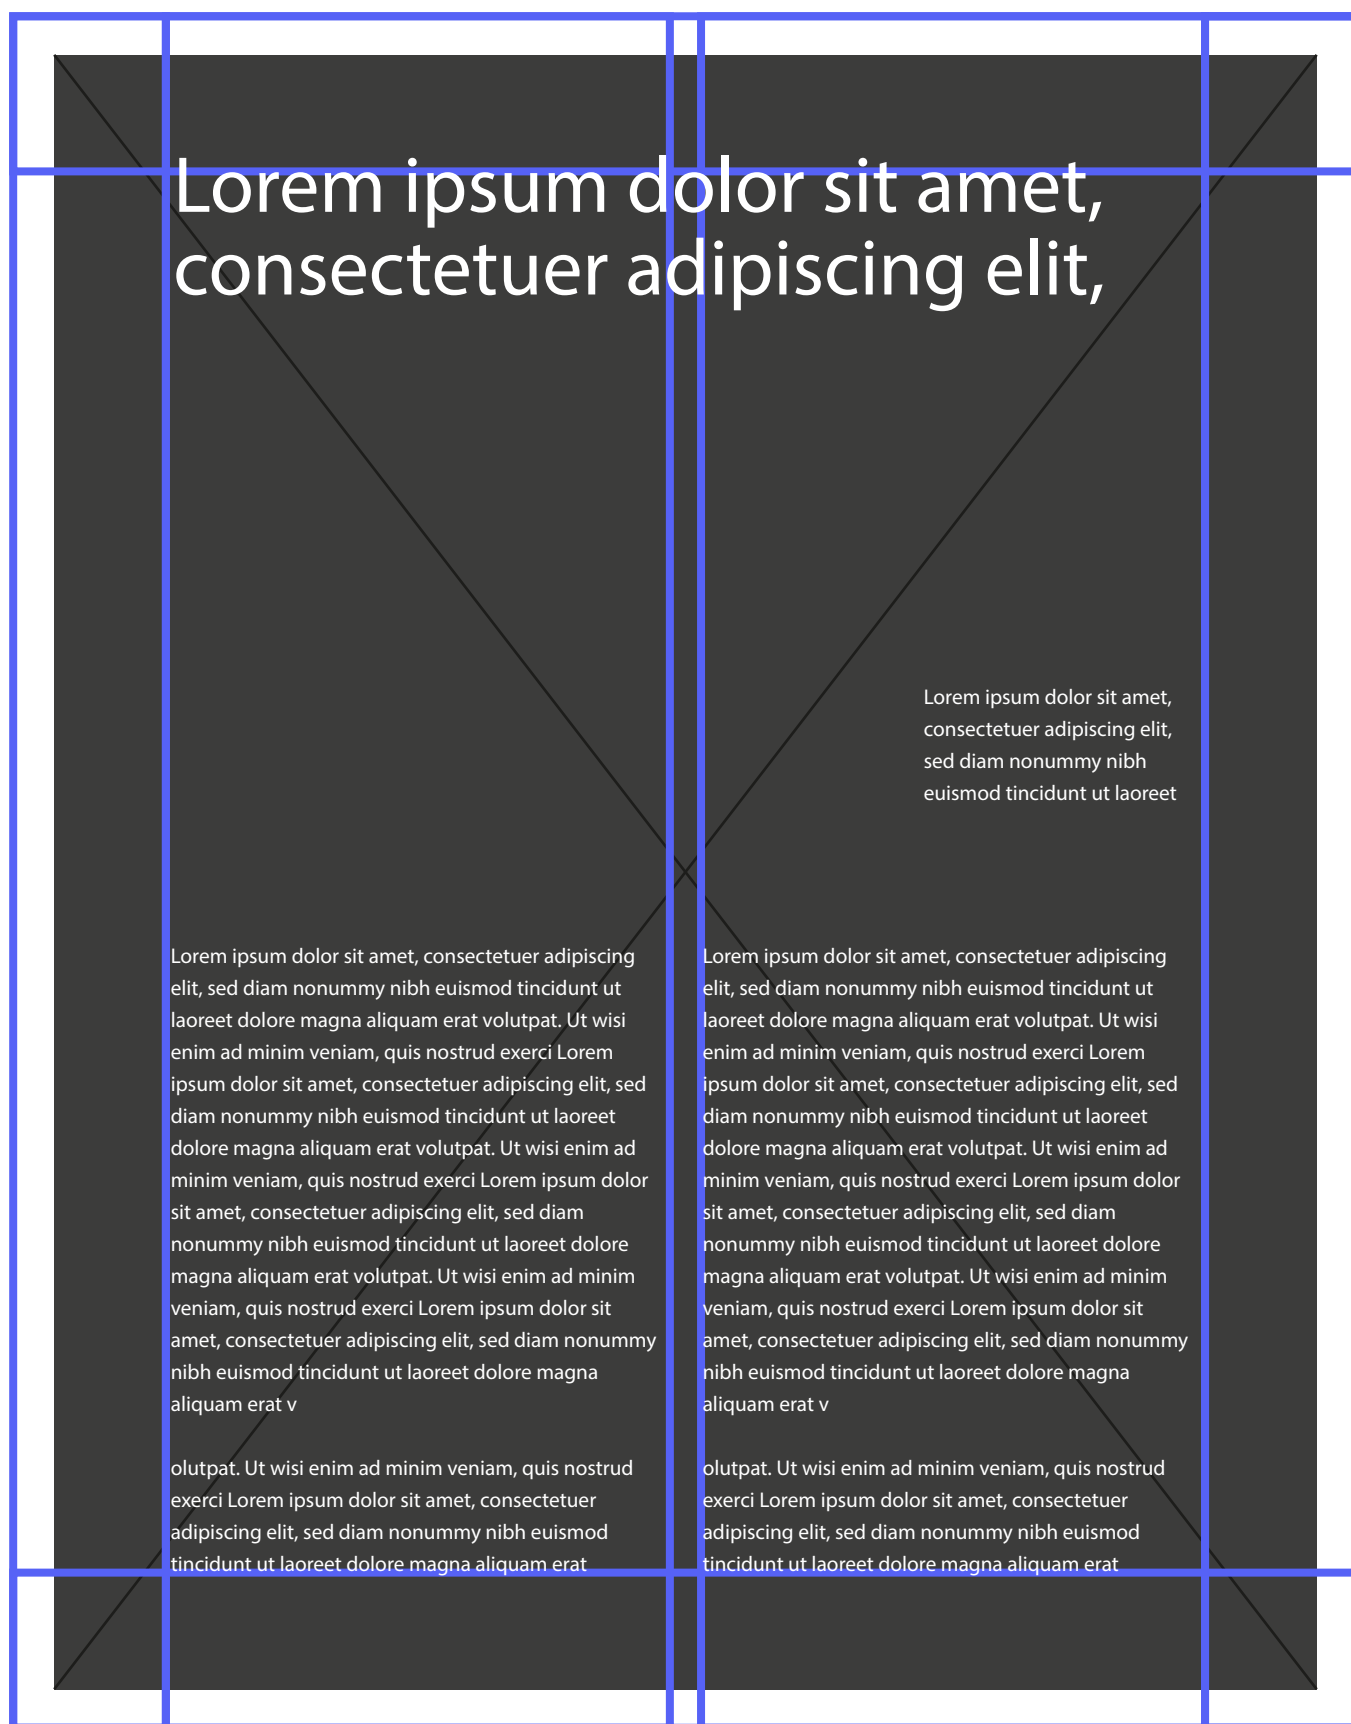 Lorem ipsum dolor sit amet,
consectetuer adipiscing elit,
Lorem ipsum dolor sit amet,
consectetuer adipiscing elit,
sed diam nonummy nibh
euismod tincidunt ut laoreet
Lorem ipsum dolor sit amet, consectetuer adipiscing
elit, sed diam nonummy nibh euismod tincidunt ut
laoreet dolore magna aliquam erat volutpat. Ut wisi
enim ad minim veniam, quis nostrud exerci Lorem
ipsum dolor sit amet, consectetuer adipiscing elit, sed
diam nonummy nibh euismod tincidunt ut laoreet
dolore magna aliquam erat volutpat. Ut wisi enim ad
minim veniam, quis nostrud exerci Lorem ipsum dolor
sit amet, consectetuer adipiscing elit, sed diam
nonummy nibh euismod tincidunt ut laoreet dolore
magna aliquam erat volutpat. Ut wisi enim ad minim
veniam, quis nostrud exerci Lorem ipsum dolor sit
amet, consectetuer adipiscing elit, sed diam nonummy
nibh euismod tincidunt ut laoreet dolore magna
aliquam erat v
olutpat. Ut wisi enim ad minim veniam, quis nostrud
exerci Lorem ipsum dolor sit amet, consectetuer
adipiscing elit, sed diam nonummy nibh euismod
tincidunt ut laoreet dolore magna aliquam erat
Lorem ipsum dolor sit amet, consectetuer adipiscing
elit, sed diam nonummy nibh euismod tincidunt ut
laoreet dolore magna aliquam erat volutpat. Ut wisi
enim ad minim veniam, quis nostrud exerci Lorem
ipsum dolor sit amet, consectetuer adipiscing elit, sed
diam nonummy nibh euismod tincidunt ut laoreet
dolore magna aliquam erat volutpat. Ut wisi enim ad
minim veniam, quis nostrud exerci Lorem ipsum dolor
sit amet, consectetuer adipiscing elit, sed diam
nonummy nibh euismod tincidunt ut laoreet dolore
magna aliquam erat volutpat. Ut wisi enim ad minim
veniam, quis nostrud exerci Lorem ipsum dolor sit
amet, consectetuer adipiscing elit, sed diam nonummy
nibh euismod tincidunt ut laoreet dolore magna
aliquam erat v
olutpat. Ut wisi enim ad minim veniam, quis nostrud
exerci Lorem ipsum dolor sit amet, consectetuer
adipiscing elit, sed diam nonummy nibh euismod
tincidunt ut laoreet dolore magna aliquam erat